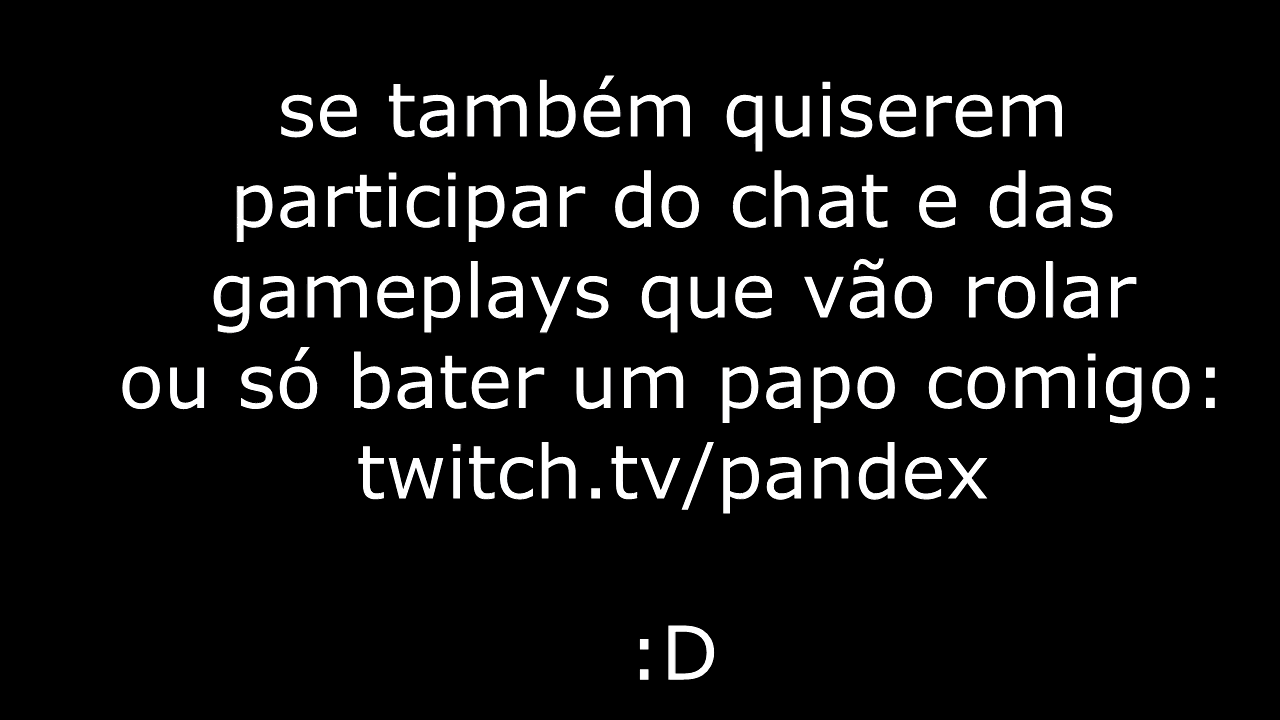 se também quiserem
participar do chat e das
gameplays que vão rolar
ou só bater um papo comigo:
twitch.tv/pandex
:D